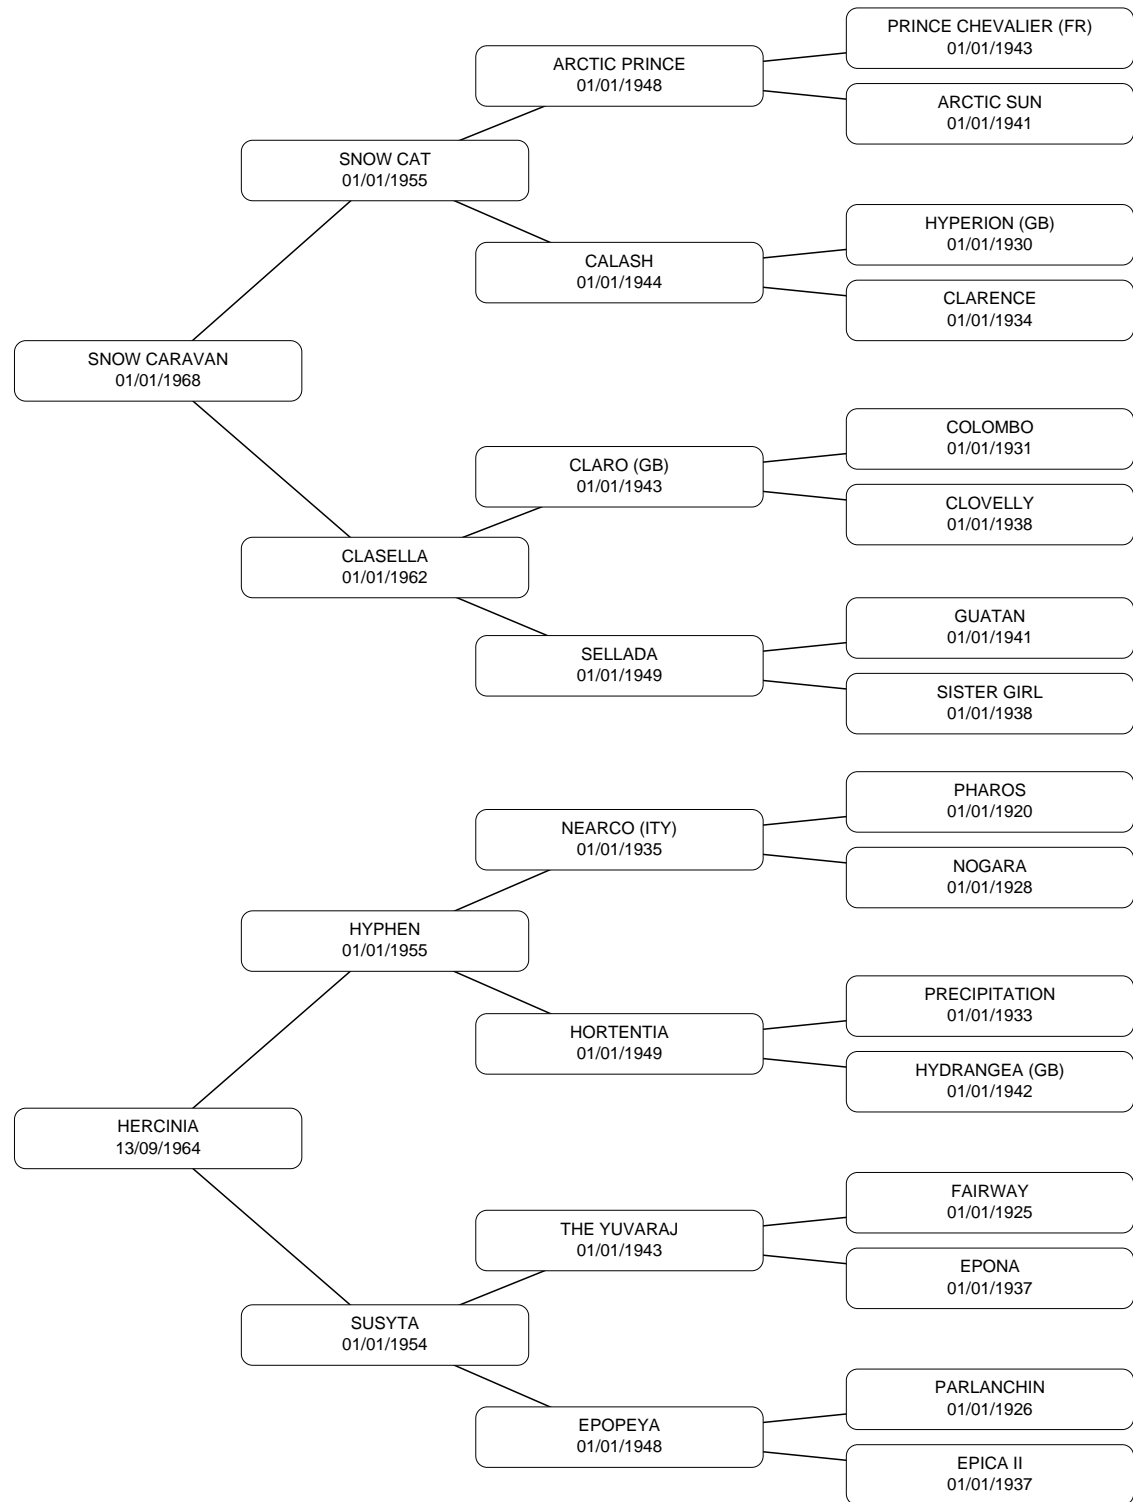 PRINCE CHEVALIER (FR)
01/01/1943
ARCTIC PRINCE
01/01/1948
ARCTIC SUN
01/01/1941
SNOW CAT
01/01/1955
HYPERION (GB)
01/01/1930
CALASH
01/01/1944
CLARENCE
01/01/1934
SNOW CARAVAN
01/01/1968
COLOMBO
01/01/1931
CLARO (GB)
01/01/1943
CLOVELLY
01/01/1938
CLASELLA
01/01/1962
GUATAN
01/01/1941
SELLADA
01/01/1949
SISTER GIRL
01/01/1938
PHAROS
01/01/1920
NEARCO (ITY)
01/01/1935
NOGARA
01/01/1928
HYPHEN
01/01/1955
PRECIPITATION
01/01/1933
HORTENTIA
01/01/1949
HYDRANGEA (GB)
01/01/1942
HERCINIA
13/09/1964
FAIRWAY
01/01/1925
THE YUVARAJ
01/01/1943
EPONA
01/01/1937
SUSYTA
01/01/1954
PARLANCHIN
01/01/1926
EPOPEYA
01/01/1948
EPICA II
01/01/1937